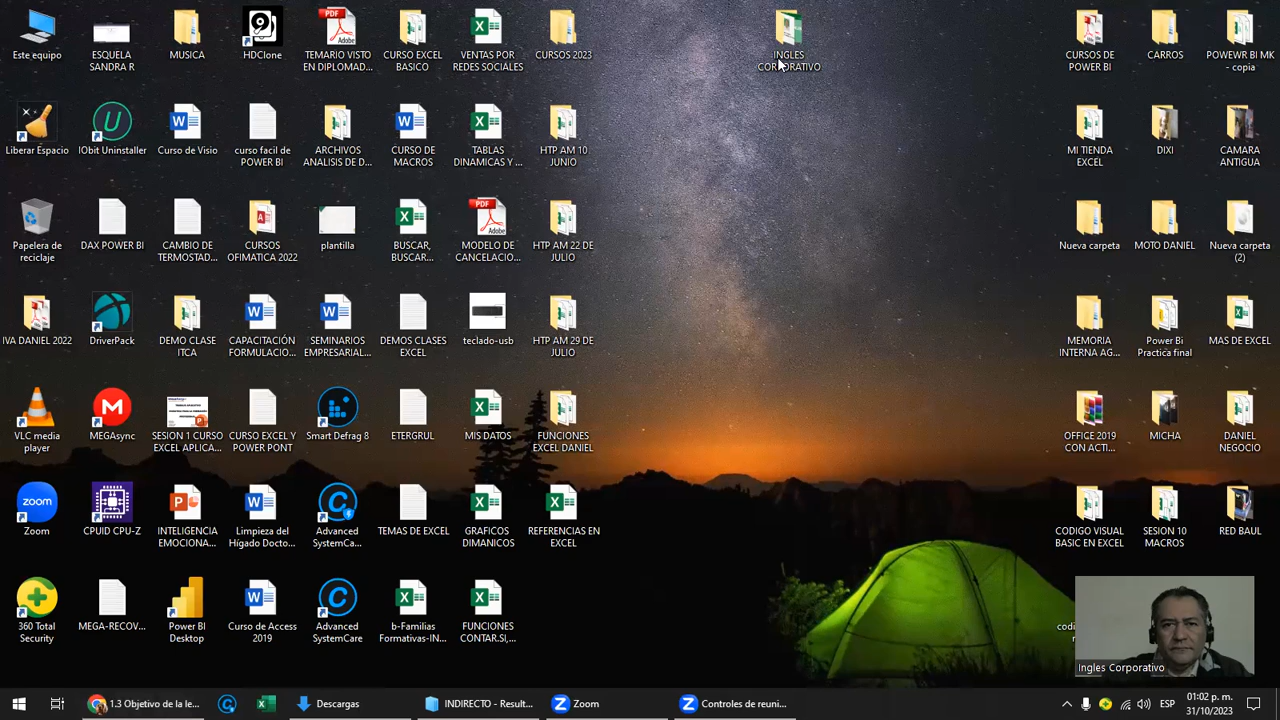 Este equipo
ESQUELA
SANDRA R
MUSICA
HDClone
TEMARIO VISTO
EN DIPLOMAD...
CURSO EXCEL
BASICO
VENTAS POR
REDES SOCIALES
CURSOS 2023
INGLES
CORPORATIVO
CURSOS DE
POWER BI
CARROS
POWEWR BI MK
- copia
Liberar Espacio
IObit Uninstaller
Curso de Visio
curso facil de
POWER BI
ARCHIVOS
ANALISIS DE D...
CURSO DE
MACROS
TABLAS
DINAMICAS Y ...
HTP AM 10
JUNIO
MI TIENDA
EXCEL
DIXI
CAMARA
ANTIGUA
Papelera de
reciclaje
DAX POWER BI
CAMBIO DE
TERMOSTAD...
CURSOS
OFIMATICA 2022
plantilla
BUSCAR,
BUSCAR...
MODELO DE
CANCELACIO...
HTP AM 22 DE
JULIO
Nueva carpeta
MOTO DANIEL
Nueva carpeta
(2)
IVA DANIEL 2022
DriverPack
DEMO CLASE
ITCA
CAPACITACIÓN
FORMULACIO...
SEMINARIOS
EMPRESARIAL...
DEMOS CLASES
EXCEL
teclado-usb
HTP AM 29 DE
JULIO
MEMORIA
INTERNA AG...
Power Bi
Practica final
MAS DE EXCEL
VLC media
player
MEGAsync
SESION 1 CURSO
EXCEL APLICA...
CURSO EXCEL Y
POWER PONT
Smart Defrag 8
ETERGRUL
MIS DATOS
FUNCIONES
EXCEL DANIEL
OFFICE 2019
CON ACTI...
MICHA
DANIEL
NEGOCIO
Zoom
CPUID CPU-Z
INTELIGENCIA
EMOCIONA...
Limpieza del
Hígado Docto...
Advanced
SystemCa...
TEMAS DE EXCEL
GRAFICOS
DIMANICOS
REFERENCIAS EN
EXCEL
CODIGO VISUAL
BASIC EN EXCEL
SESION 10
MACROS
RED BAUL
360 Total
Security
MEGA-RECOV...
Power BI
Desktop
Curso de Access
2019
Advanced
SystemCare
b-Familias
Formativas-IN...
FUNCIONES
CONTAR.SI,...
Ingles Corporativo
1.3 Objetivo de la le...
Descargas
INDIRECTO - Result...
Zoom
Controles de reuni...
ESP
01:02 p. m.
31/10/2023